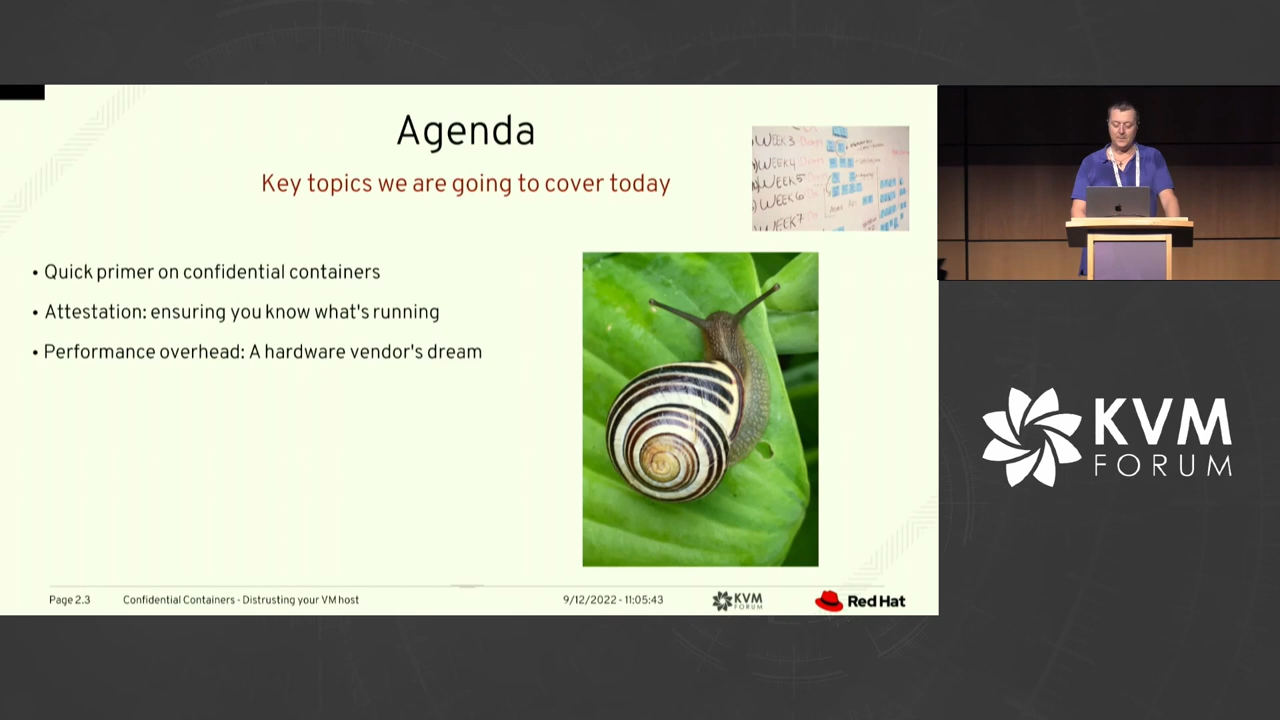 Agenda
Key topics we are going to cover today
WEEK 3
WEEK 4
WEEK 5
WEEK 6
WEEK 7
• Quick primer on confidential containers
• Attestation: ensuring you know what's running
• Performance overhead: A hardware vendor's dream
Page 2.3
Confidential Containers - Distrusting your VM host
9/12/2022 - 11:05:43
KVM
FORUM
Red Hat
KVM
FORUM